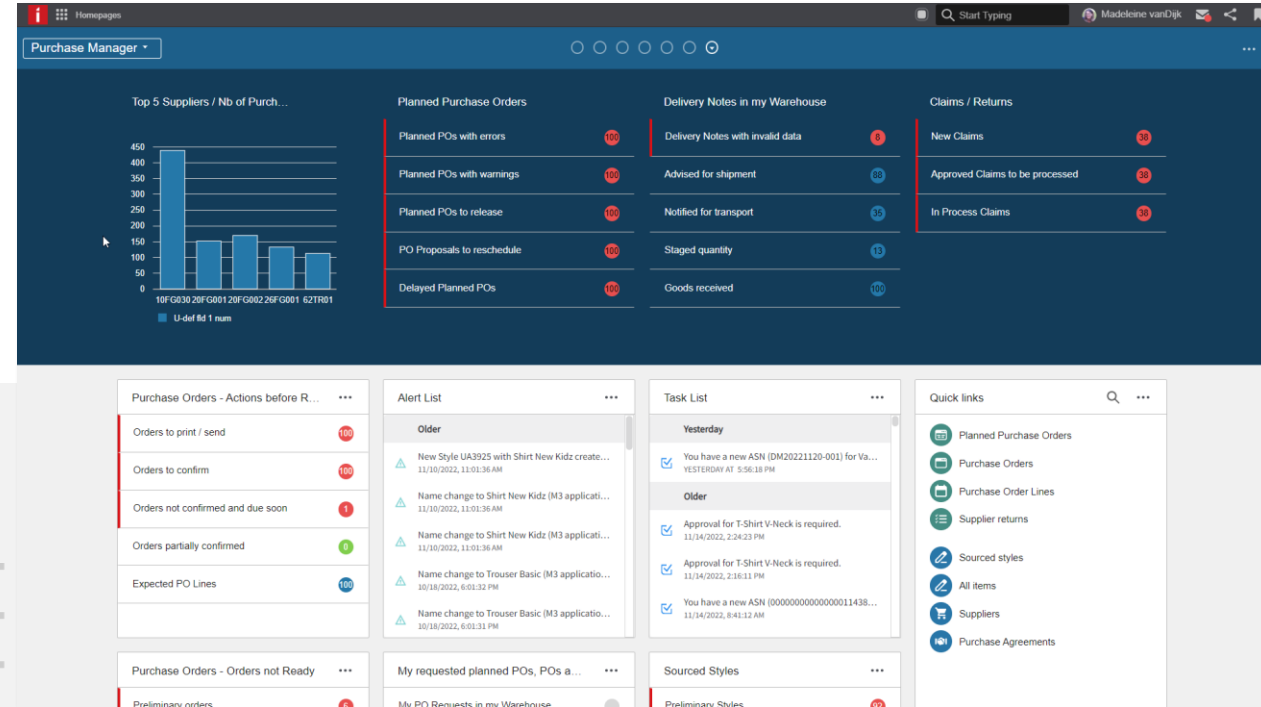 Homepages
Start Typing
Madeleine vanDijk
Purchase Manager
Top 5 Suppliers / Nb of Purch...
450
400
350
300
250
200
150
100
50
0
10FG030 20FG001 20FG002 26FG001 62TR01
U-def fld 1 num
Planned Purchase Orders
Planned POs with errors 100
Planned POs with warnings 100
Planned POs to release 100
PO Proposals to reschedule 100
Delayed Planned POs 100
Delivery Notes in my Warehouse
Delivery Notes with invalid data 8
Advised for shipment 88
Notified for transport 35
Staged quantity 13
Goods received 100
Claims / Returns
New Claims 38
Approved Claims to be processed 38
In Process Claims 38
Purchase Orders - Actions before R...
Orders to print / send 100
Orders to confirm 100
Orders not confirmed and due soon 1
Orders partially confirmed 0
Expected PO Lines 100
Alert List
Older
New Style UA3925 with Shirt New Kidz create...
11/10/2022, 11:01:36 AM
Name change to Shirt New Kidz (M3 applicati...
11/10/2022, 11:01:36 AM
Name change to Shirt New Kidz (M3 applicati...
11/10/2022, 11:01:36 AM
Name change to Trouser Basic (M3 applicatio...
10/18/2022, 6:01:32 PM
Name change to Trouser Basic (M3 applicatio...
10/18/2022, 6:01:31 PM
Task List
Yesterday
You have a new ASN (DM20221120-001) for Va...
YESTERDAY AT 5:56:18 PM
Older
Approval for T-Shirt V-Neck is required.
11/14/2022, 2:24:23 PM
Approval for T-Shirt V-Neck is required.
11/14/2022, 2:16:11 PM
You have a new ASN (00000000000000011438...
11/14/2022, 8:41:12 AM
Quick links
Planned Purchase Orders
Purchase Orders
Purchase Order Lines
Supplier returns
Sourced styles
All items
Suppliers
Purchase Agreements
Purchase Orders - Orders not Ready
Preliminary orders
My requested planned POs, POs a...
My PO Requests in my Warehouse
Sourced Styles
Preliminary Styles 92